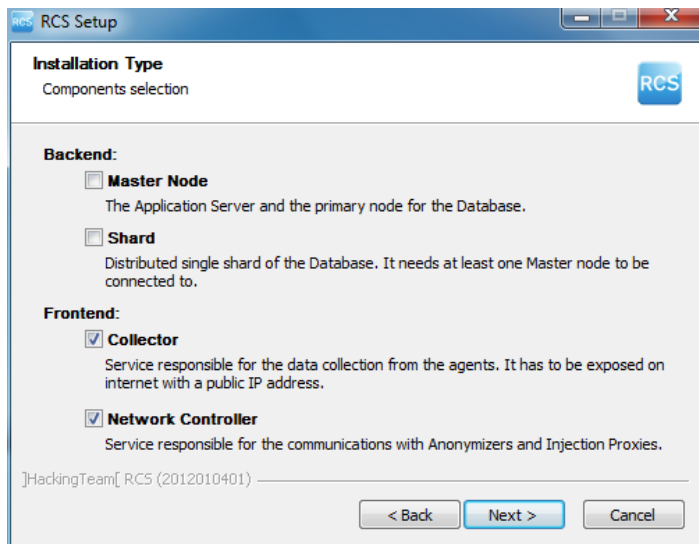 RCS RCS Setup
Installation Type
Components selection
RCS
Backend:
Master Node
The Application Server and the primary node for the Database.
Shard
Distributed single shard of the Database. It needs at least one Master node to be
connected to.
Frontend:
Collector
Service responsible for the data collection from the agents. It has to be exposed on
internet with a public IP address.
Network Controller
Service responsible for the communications with Anonymizers and Injection Proxies.
]HackingTeam[ RCS (2012010401)
< Back Next > Cancel